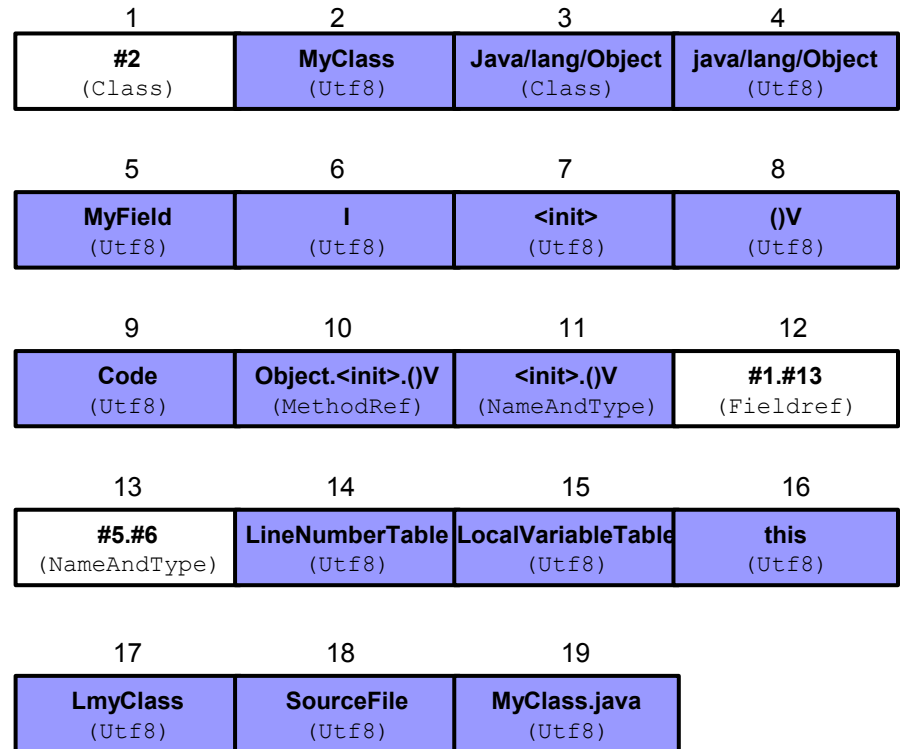 1 2 3 4
#2 MyClass Java/lang/Object java/lang/Object
(Class) (Utf8) (Class) (Utf8)
5 6 7 8
MyField I <init> ()V
(Utf8) (Utf8) (Utf8) (Utf8)
9 10 11 12
Code Object.<init>.()V <init>.()V #1.#13
(Utf8) (MethodRef) (NameAndType) (Fieldref)
13 14 15 16
#5.#6 LineNumberTable LocalVariableTable this
(NameAndType) (Utf8) (Utf8) (Utf8)
17 18 19
LmyClass SourceFile MyClass.java
(Utf8) (Utf8) (Utf8)